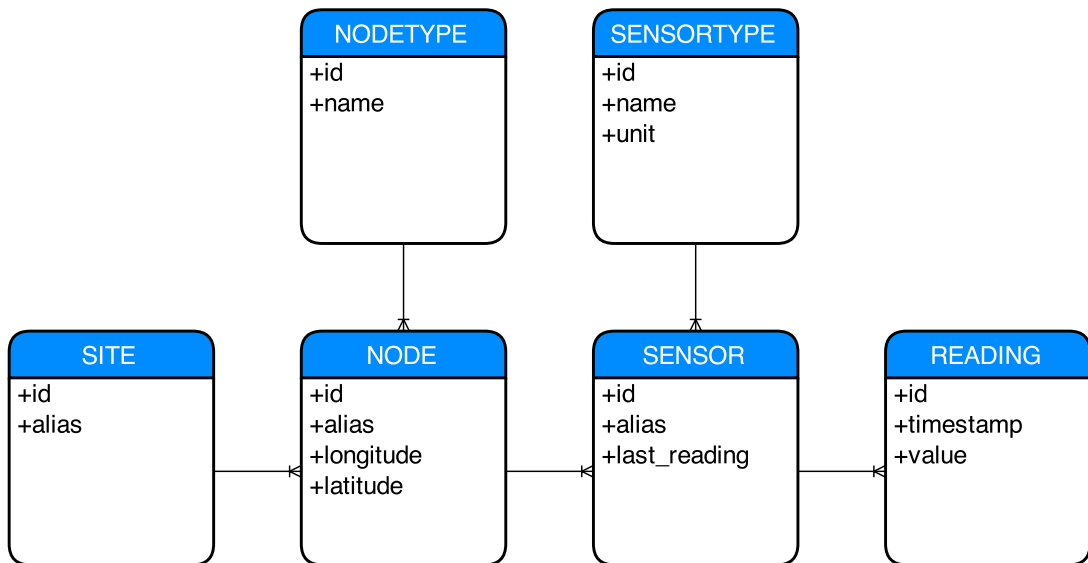 NODETYPE
+id
+name
SENSORTYPE
+id
+name
+unit
SITE
+id
+alias
NODE
+id
+alias
+longitude
+latitude
SENSOR
+id
+alias
+last_reading
READING
+id
+timestamp
+value